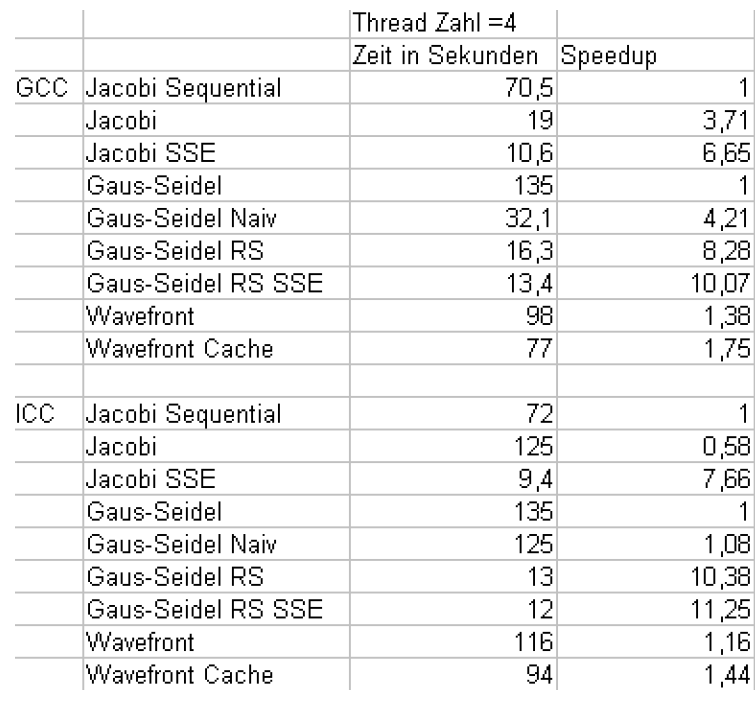 Thread Zahl =4
Zeit in Sekunden Speedup
GCC Jacobi Sequential 70,5 1
Jacobi 19 3,71
Jacobi SSE 10,6 6,65
Gaus-Seidel 135 1
Gaus-Seidel Naiv 32,1 4,21
Gaus-Seidel RS 16,3 8,28
Gaus-Seidel RS SSE 13,4 10,07
Wavefront 98 1,38
Wavefront Cache 77 1,75
ICC Jacobi Sequential 72 1
Jacobi 125 0,58
Jacobi SSE 9,4 7,66
Gaus-Seidel 135 1
Gaus-Seidel Naiv 125 1,08
Gaus-Seidel RS 13 10,38
Gaus-Seidel RS SSE 12 11,25
Wavefront 116 1,16
Wavefront Cache 94 1,44